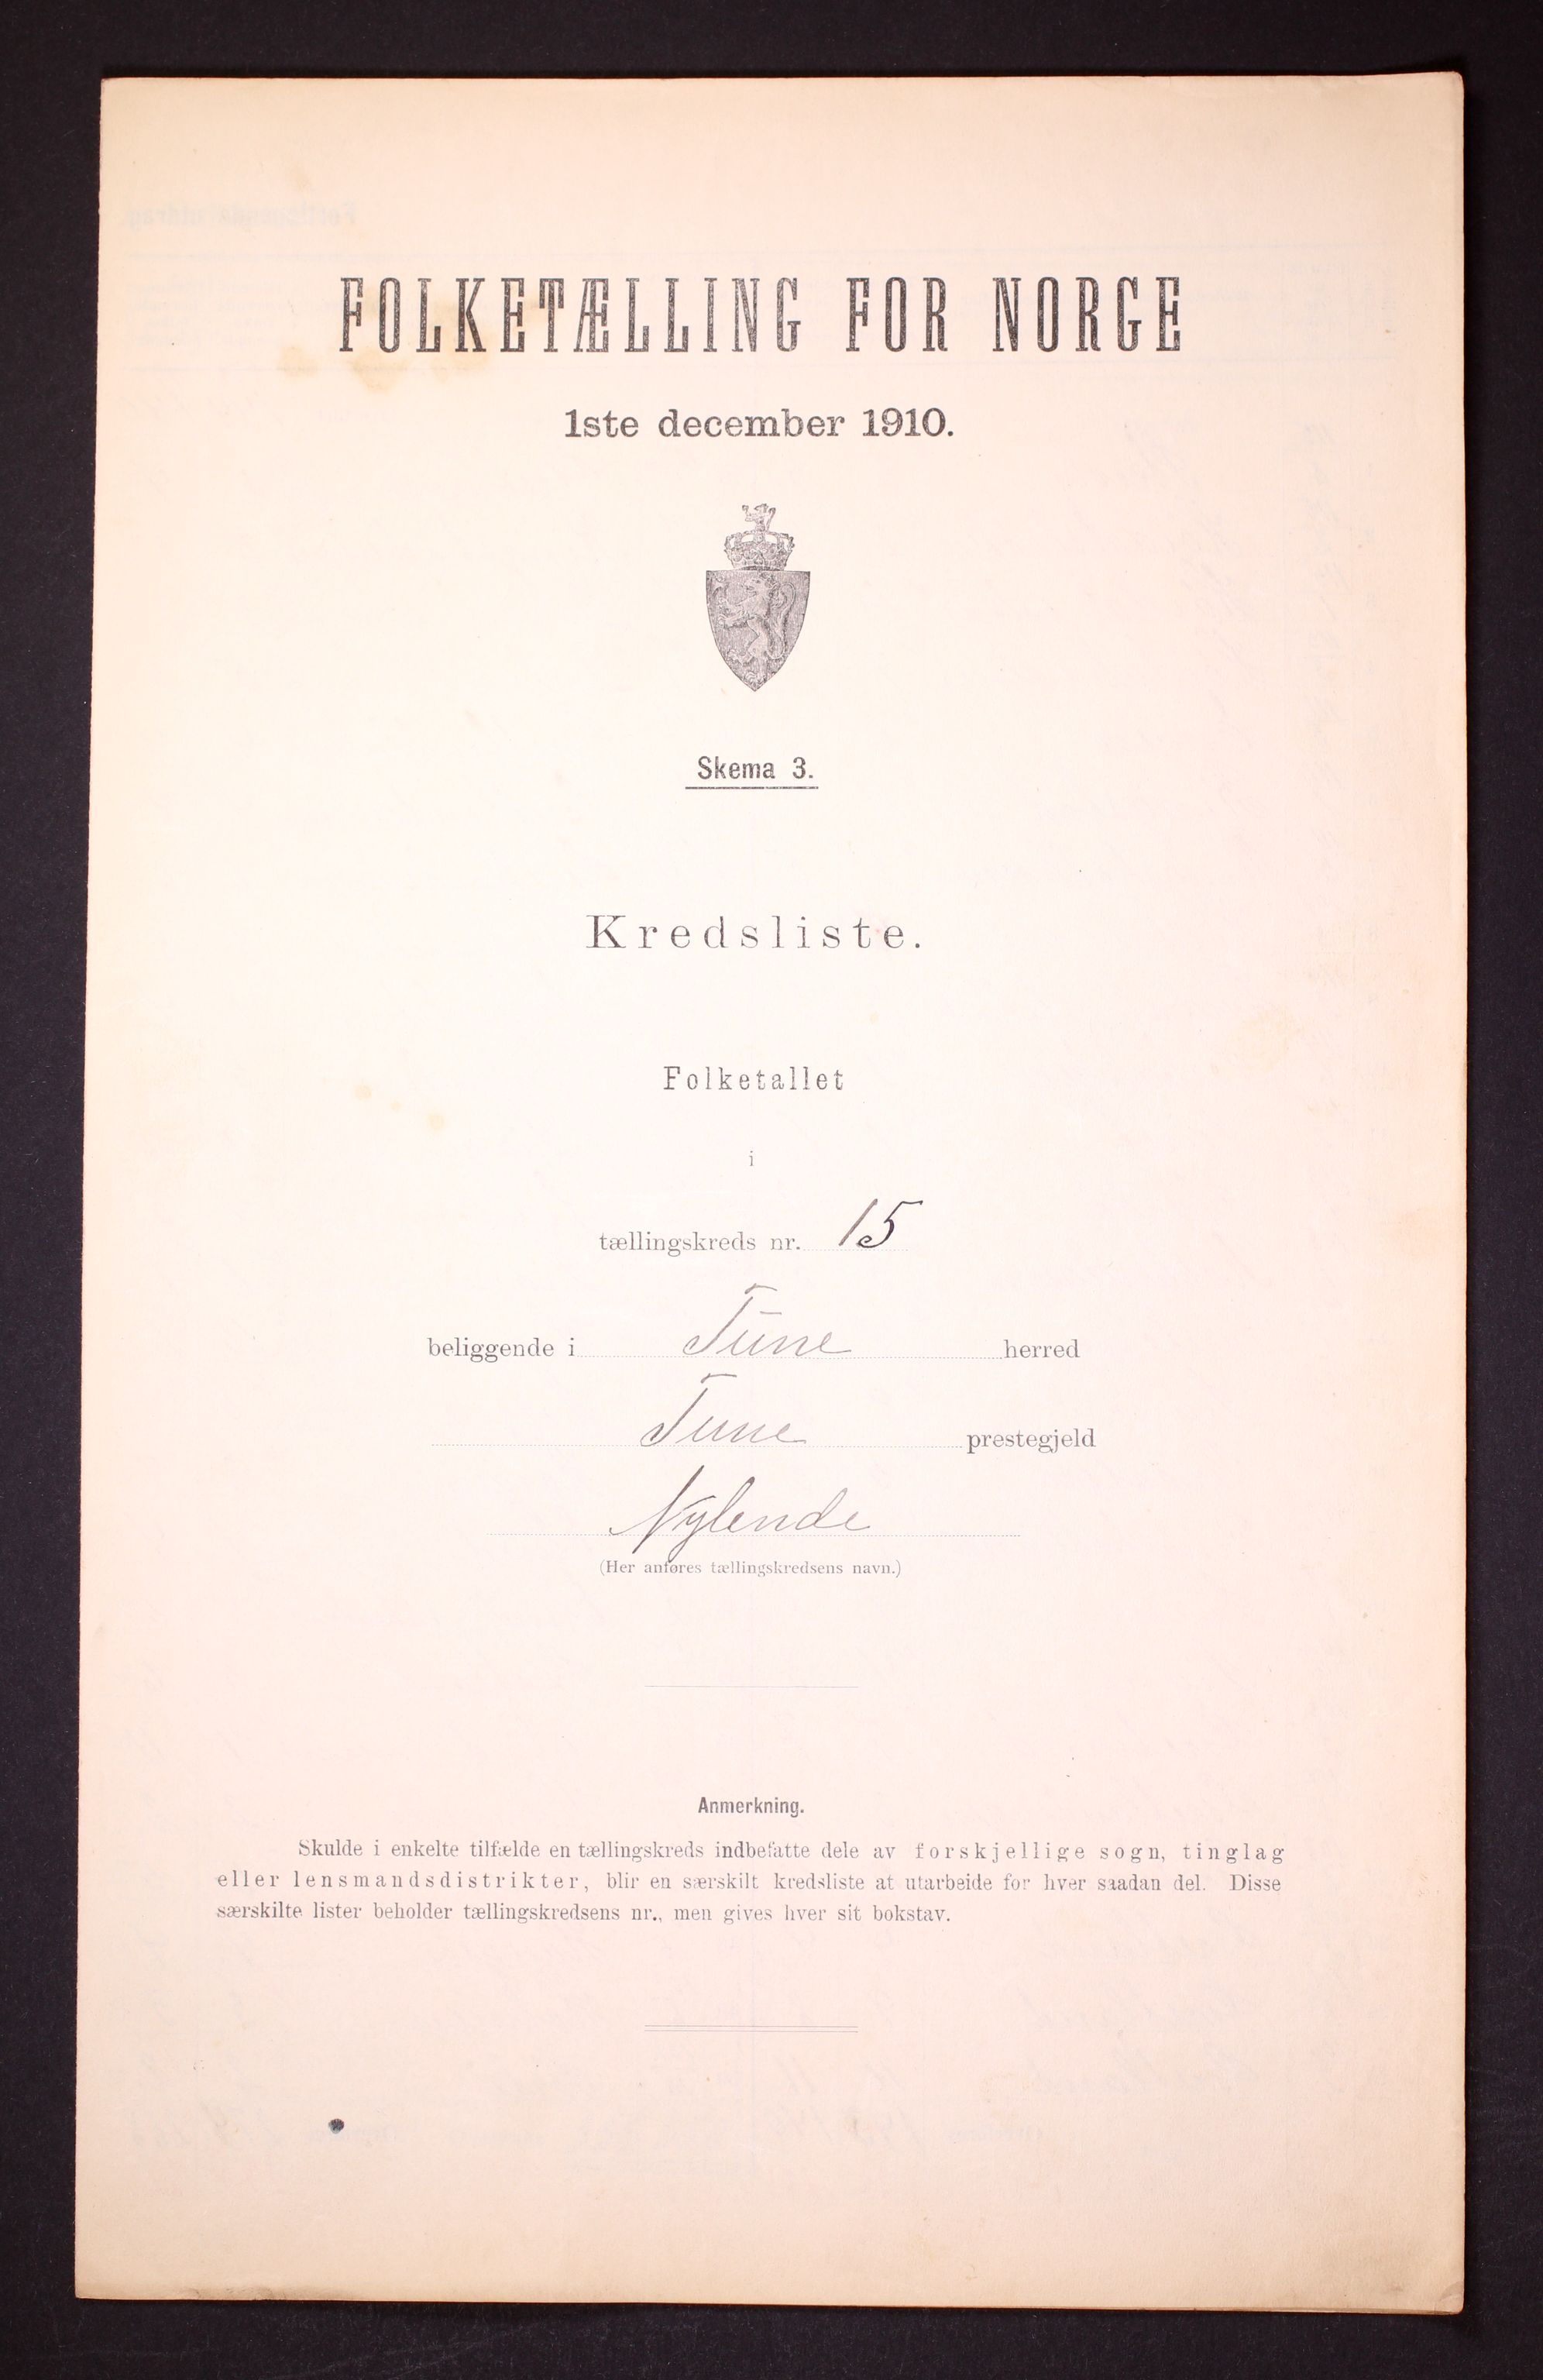 FOLKETÆLLING FOR NORGE
1ste december 1910.
Skema 3.
Kredsliste.
Folketallet
i
tællingskreds nr. 15
beliggende i Tune herred
Tune prestegjeld
Nylende
(Her anføres tællingskredsens navn.)
Anmerkning.
Skulde i enkelte tilfælde en tællingskreds indbefatte dele av forskjellige sogn, tinglag
eller lensmandsdistrikter, blir en særskilt kredsliste at utarbeide for hver saadan del. Disse
særskilte lister beholder tællingskredsens nr., men gives hver sit bokstav.